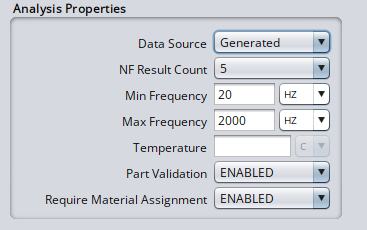 Analysis Properties
Data Source Generated
NF Result Count 5
Min Frequency 20 HZ
Max Frequency 2000 HZ
Temperature C
Part Validation ENABLED
Require Material Assignment ENABLED